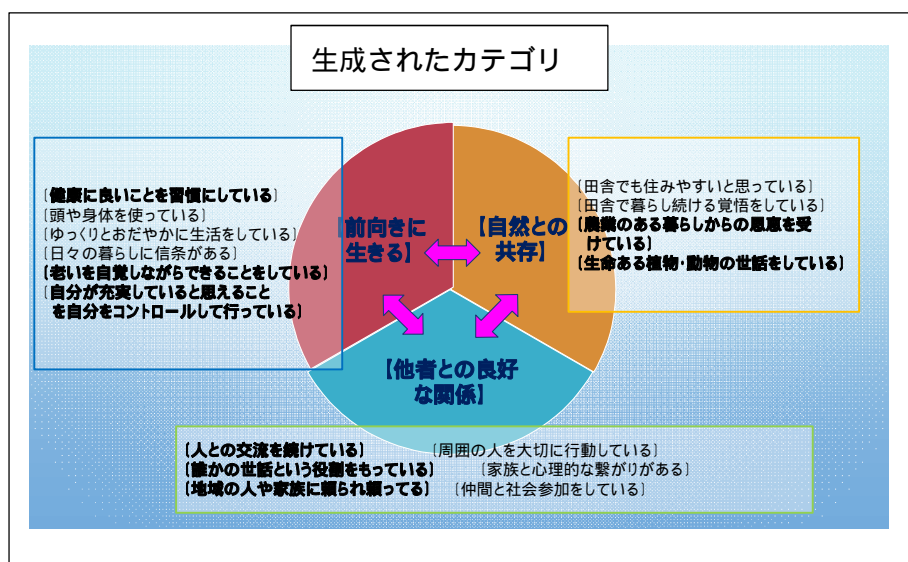 生成されたカテゴリ
[健康に良いことを習慣にしている]
[頭や身体を使っている]
[ゆっくりとおだやかに生活をしている]
[日々の暮らしに信条がある]
[老いを自覚しながらできることをしている]
[自分が充実していると思えること
を自分をコントロールして行っている]
【前向きに
生きる】
【自然との
共存】
[田舎でも住みやすいと思っている]
[田舎で暮らし続ける覚悟をしている]
[農業のある暮らしからの恩恵を受
けている]
[生命ある植物・動物の世話をしている]
【他者との良好
な関係】
[人との交流を続けている] [周囲の人を大切に行動している]
[誰かの世話という役割をもっている] [家族と心理的な繋がりがある]
[地域の人や家族に頼られ頼ってる] [仲間と社会参加をしている]